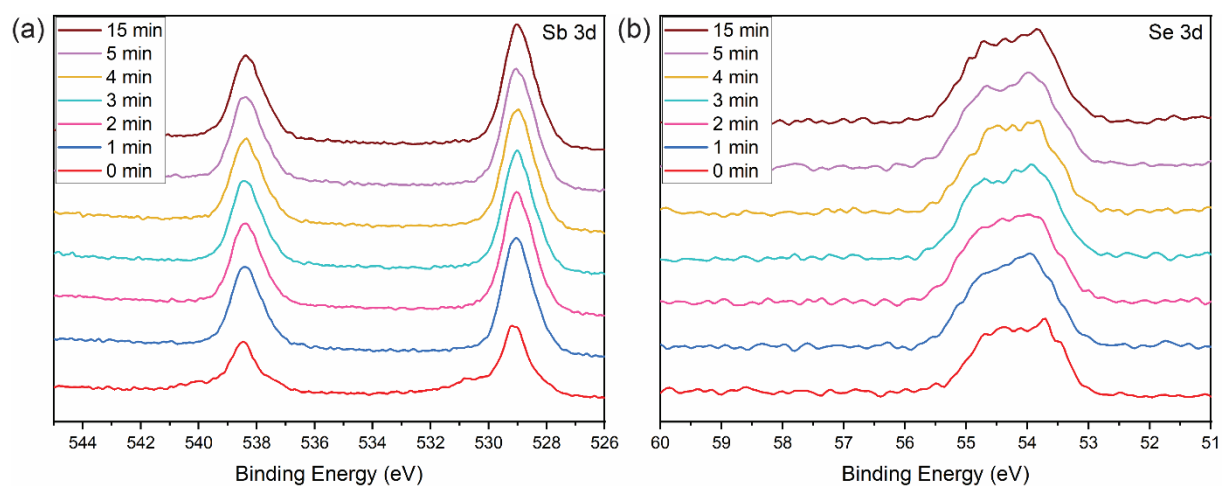 (a)
Sb 3d
15 min
5 min
4 min
3 min
2 min
1 min
0 min
544 542 540 538 536 534 532 530 528 526
Binding Energy (eV)
(b)
Se 3d
15 min
5 min
4 min
3 min
2 min
1 min
0 min
60 59 58 57 56 55 54 53 52 51
Binding Energy (eV)